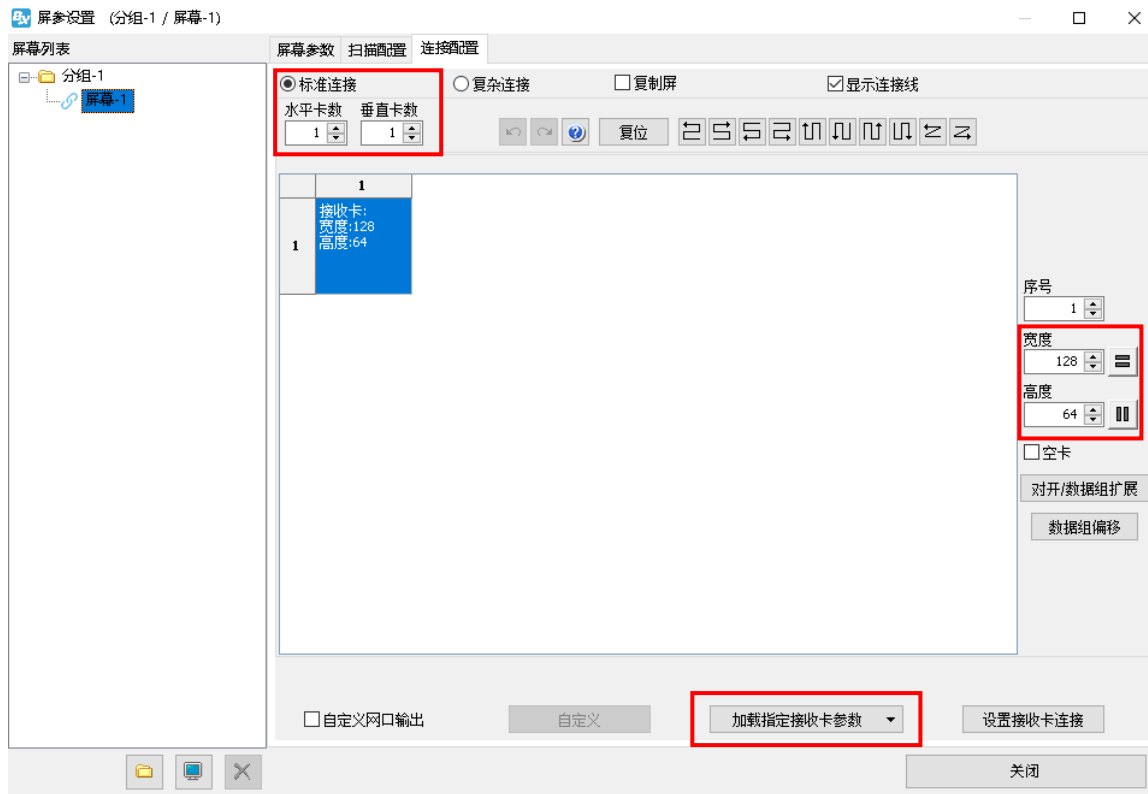 BX 屏参设置 (分组-1 / 屏幕-1)
屏幕列表
屏幕参数 扫描配置 连接配置
分组-1
屏幕-1
标准连接 复杂连接 复制屏 显示连接线
水平卡数 垂直卡数
1 1 复位
1
1
接收卡:
宽度:128
高度:64
序号
1
宽度
128
高度
64
空卡
对开/数据组扩展
数据组偏移
自定义网口输出 自定义 加载指定接收卡参数 设置接收卡连接
关闭